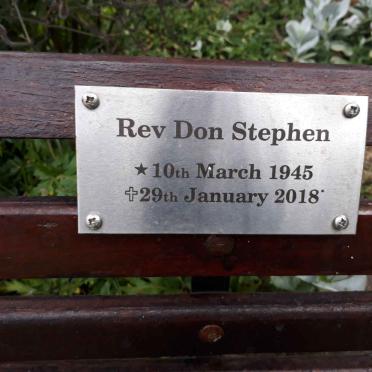 Rev Don Stephen
★10th March 1945
✞29th January 2018